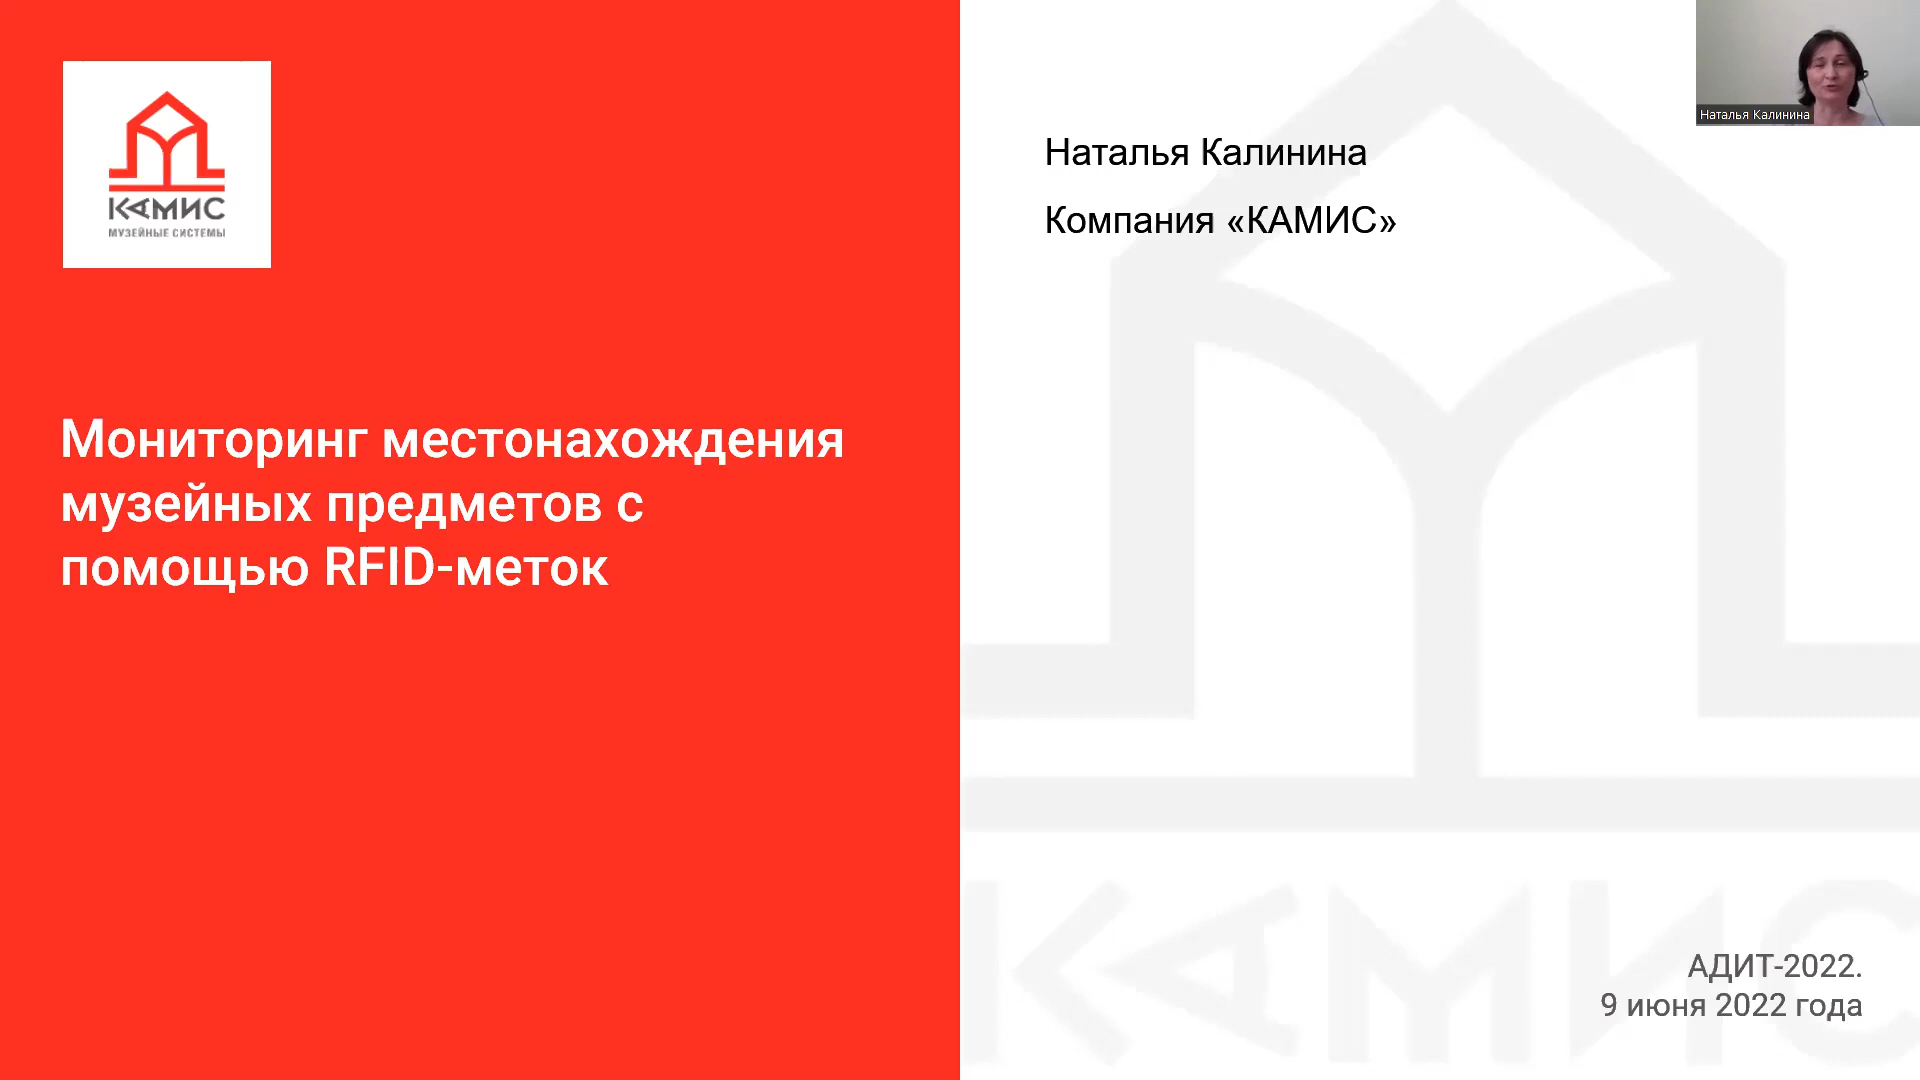 КАМИС
МУЗЕЙНЫЕ СИСТЕМЫ
Мониторинг местонахождения
музейных предметов с
помощью RFID-меток
Наталья Калинина
Компания «КАМИС»
Наталья Калинина
КАМИС
АДИТ-2022.
9 июня 2022 года